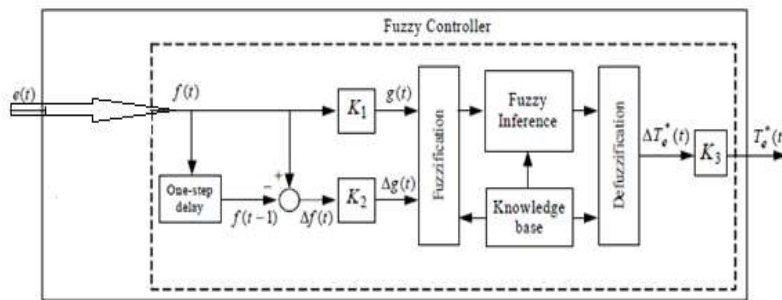 Fuzzy Controller
e(t)
f(t)
K₁
g(t)
Fuzzification
Fuzzy
Inference
Defuzzification
ΔTₑ*(t)
K₃
Tₑ*(t)
One-step
delay
f(t−1)
−
+
Δf(t)
K₂
Δg(t)
Knowledge
base